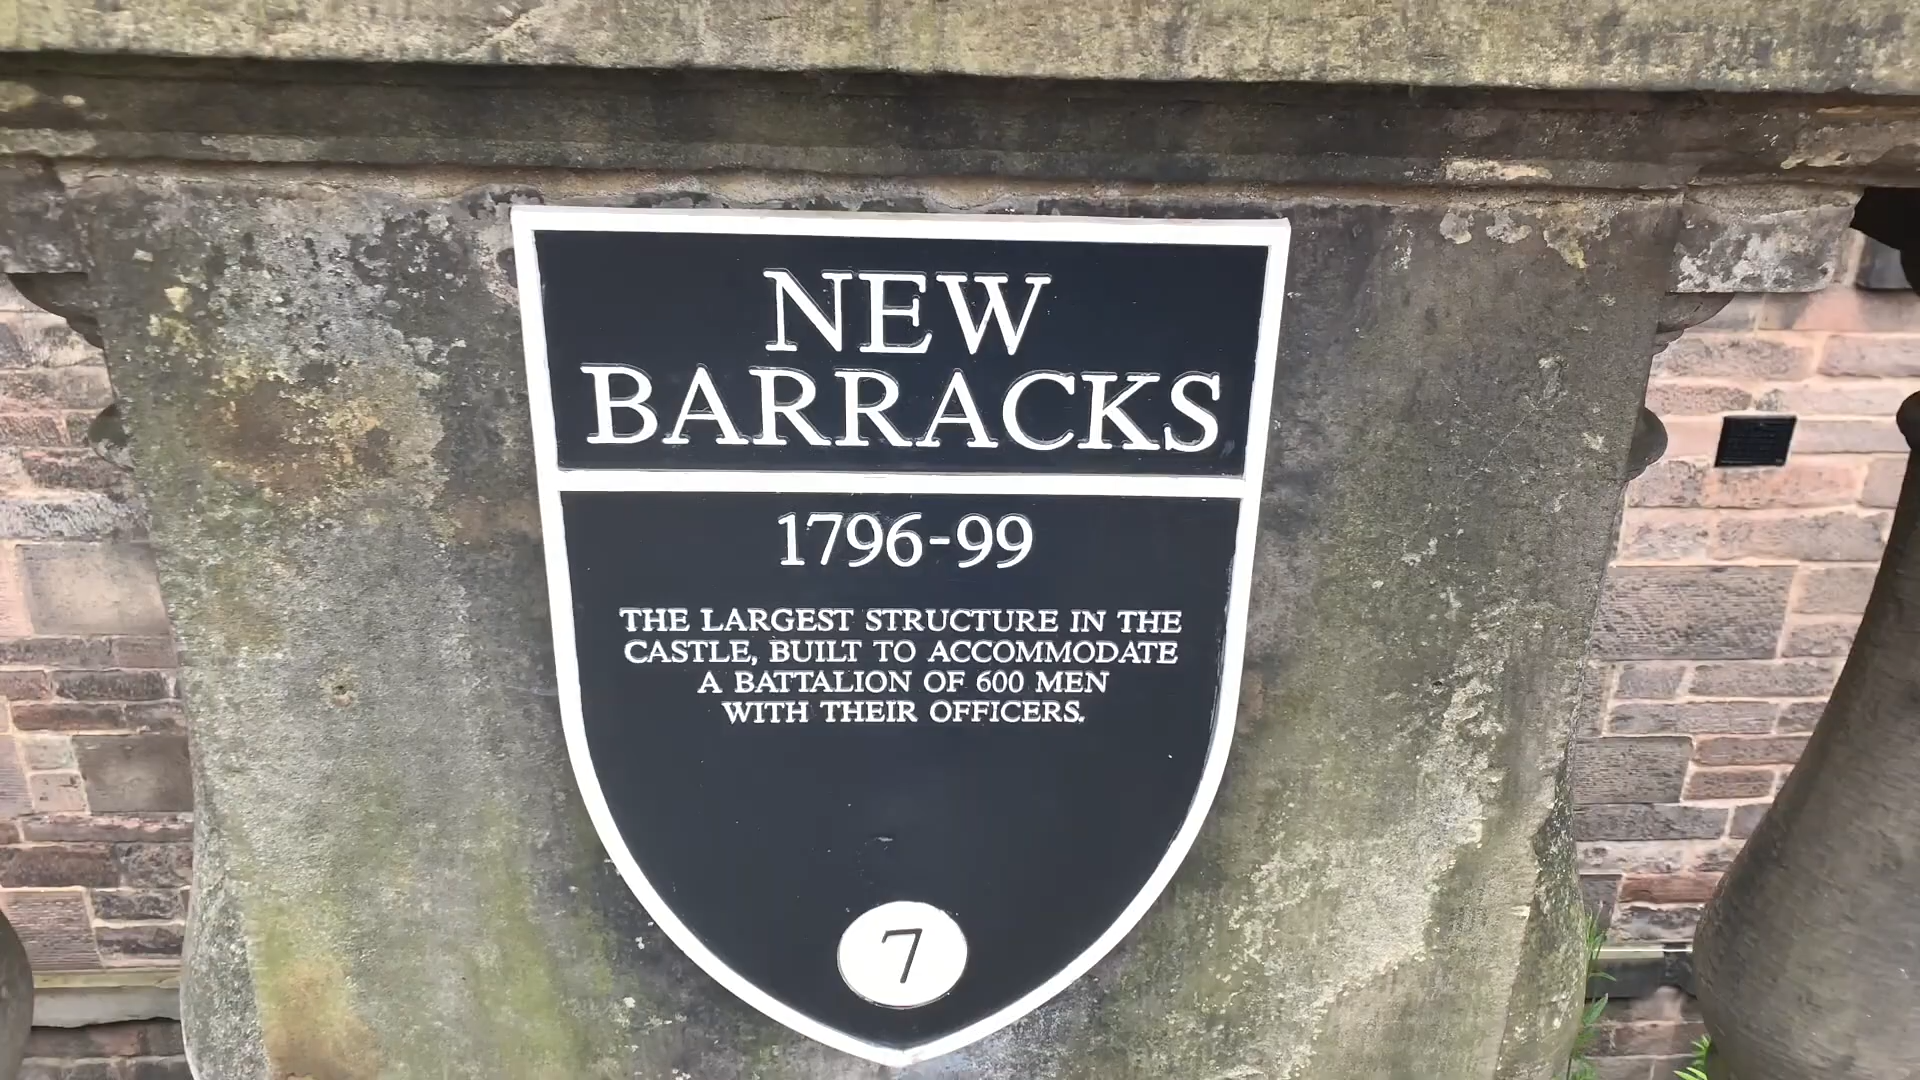 NEW
BARRACKS
1796-99
THE LARGEST STRUCTURE IN THE
CASTLE, BUILT TO ACCOMMODATE
A BATTALION OF 600 MEN
WITH THEIR OFFICERS.
7